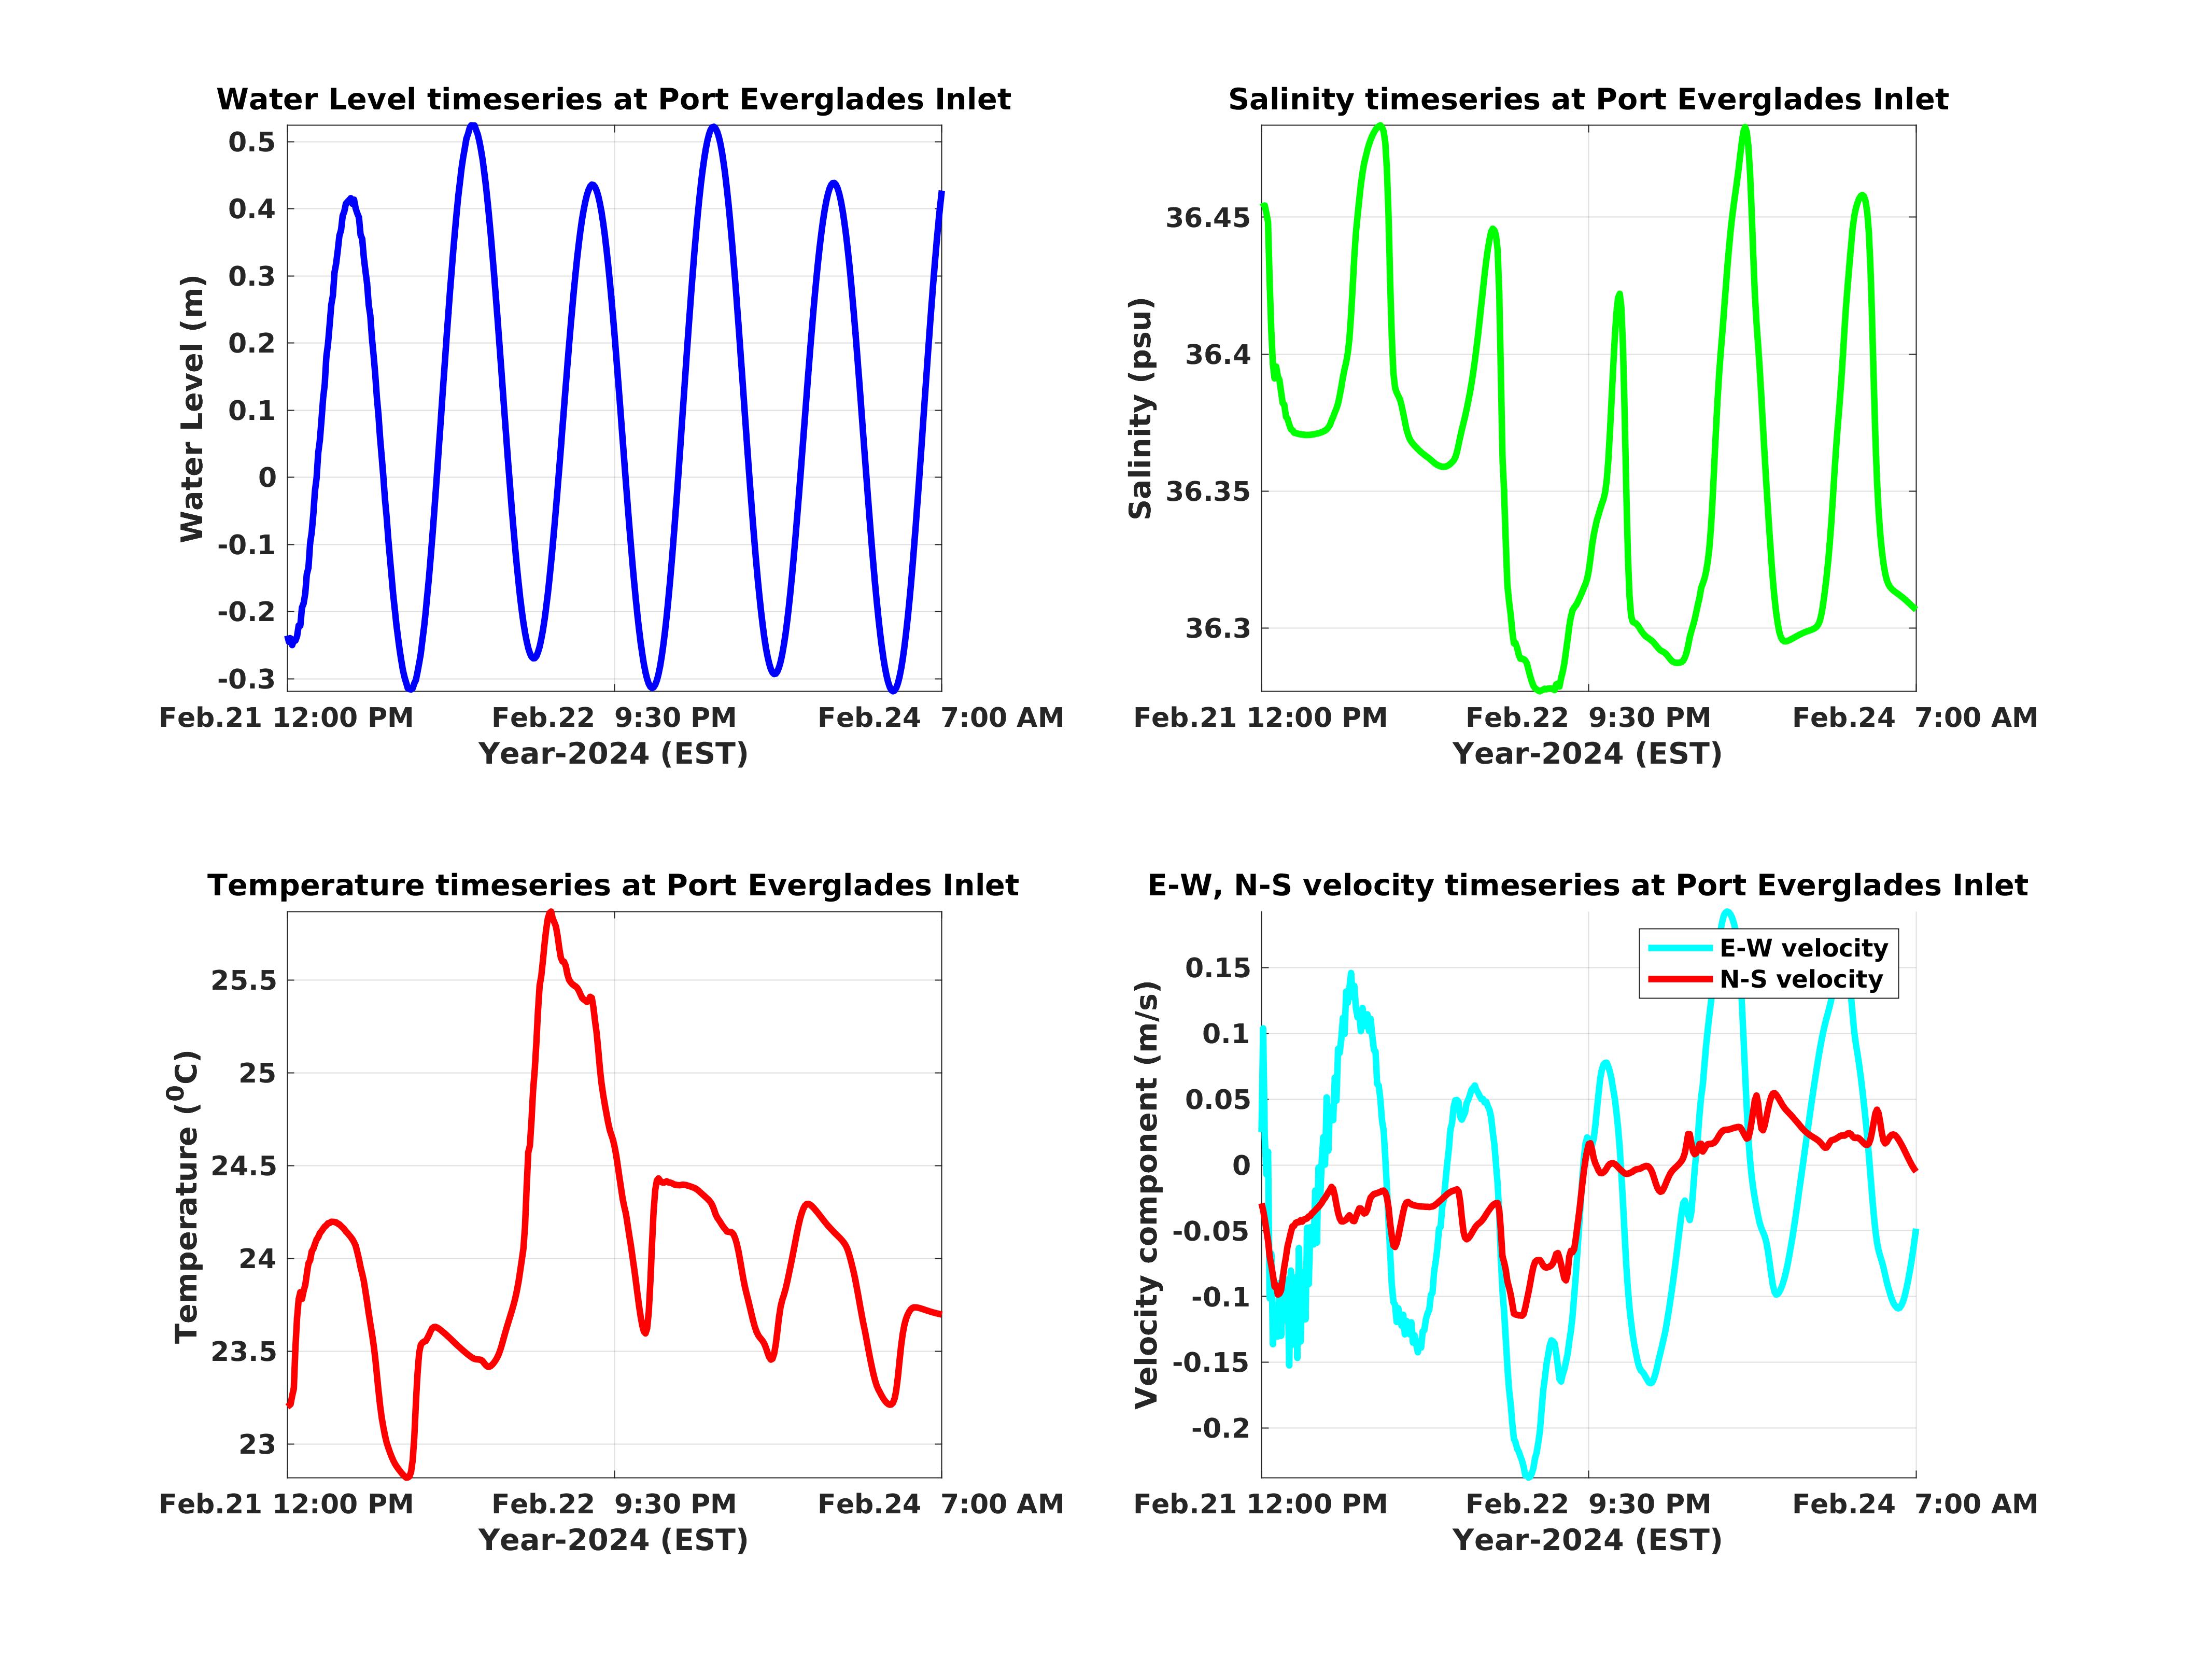 Water Level timeseries at Port Everglades Inlet
0.5
0.4
0.3
0.2
0.1
0
-0.1
-0.2
-0.3
Water Level (m)
Feb.21 12:00 PM Feb.22 9:30 PM Feb.24 7:00 AM
Year-2024 (EST)
Salinity timeseries at Port Everglades Inlet
36.45
36.4
36.35
36.3
Salinity (psu)
Feb.21 12:00 PM Feb.22 9:30 PM Feb.24 7:00 AM
Year-2024 (EST)
Temperature timeseries at Port Everglades Inlet
25.5
25
24.5
24
23.5
23
Temperature (⁰C)
Feb.21 12:00 PM Feb.22 9:30 PM Feb.24 7:00 AM
Year-2024 (EST)
E-W, N-S velocity timeseries at Port Everglades Inlet
E-W velocity
N-S velocity
0.15
0.1
0.05
0
-0.05
-0.1
-0.15
-0.2
Velocity component (m/s)
Feb.21 12:00 PM Feb.22 9:30 PM Feb.24 7:00 AM
Year-2024 (EST)